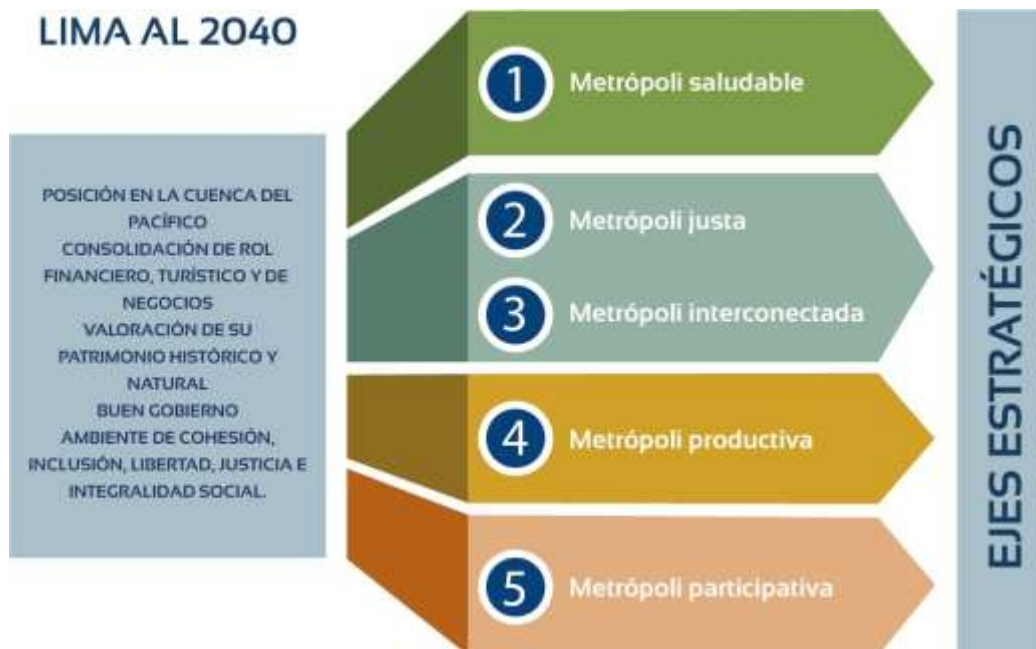 LIMA AL 2040
POSICIÓN EN LA CUENCA DEL
PACÍFICO
CONSOLIDACIÓN DE ROL
FINANCIERO, TURÍSTICO Y DE
NEGOCIOS
VALORACIÓN DE SU
PATRIMONIO HISTÓRICO Y
NATURAL
BUEN GOBIERNO
AMBIENTE DE COHESIÓN,
INCLUSIÓN, LIBERTAD, JUSTICIA E
INTEGRALIDAD SOCIAL.
1 Metrópoli saludable
2 Metrópoli justa
3 Metrópoli interconectada
4 Metrópoli productiva
5 Metrópoli participativa
EJES ESTRATÉGICOS